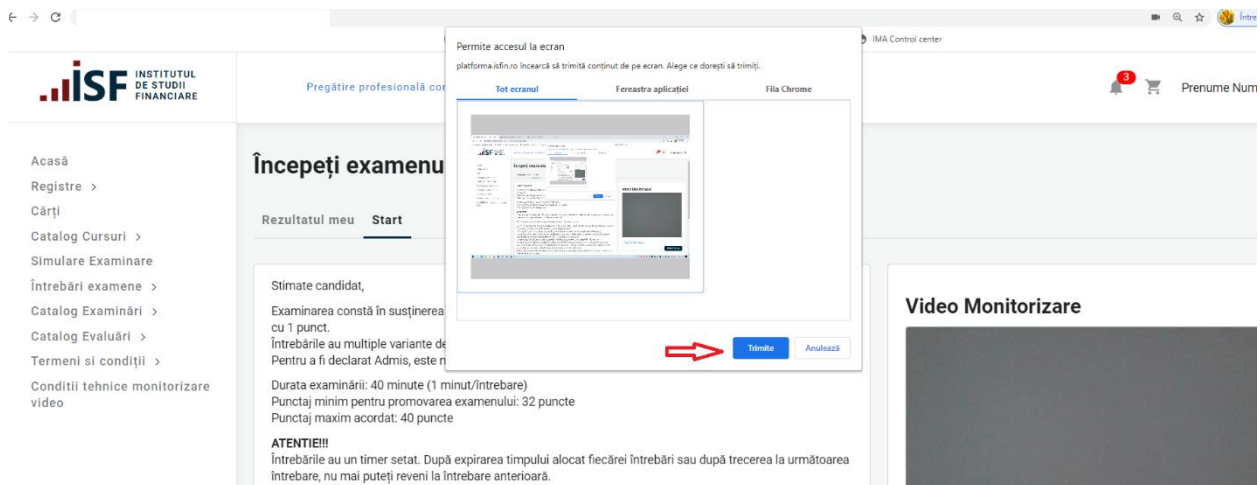 Între
IMA Control center
INSTITUTUL
DE STUDII
FINANCIARE
ISF
Pregătire profesională cor
3
Prenume Num
Permite accesul la ecran
platforma.isfin.ro încearcă să trimită conținut de pe ecran. Alege ce dorești să trimiți.
Tot ecranul
Fereastra aplicației
Fila Chrome
Trimite
Anulează
Acasă
Registre >
Cărți
Catalog Cursuri >
Simulare Examinare
Întrebări examene >
Catalog Examinări >
Catalog Evaluări >
Termeni si condiții >
Conditii tehnice monitorizare
video
Începeți examenu
Rezultatul meu
Start
Stimate candidat,
Examinarea constă în susținerea
cu 1 punct.
Întrebările au multiple variante de
Pentru a fi declarat Admis, este n
Durata examinării: 40 minute (1 minut/întrebare)
Punctaj minim pentru promovarea examenului: 32 puncte
Punctaj maxim acordat: 40 puncte
ATENTIE!!!
Întrebările au un timer setat. După expirarea timpului alocat fiecărei întrebări sau după trecerea la următoarea
întrebare, nu mai puteți reveni la întrebare anterioară.
Video Monitorizare